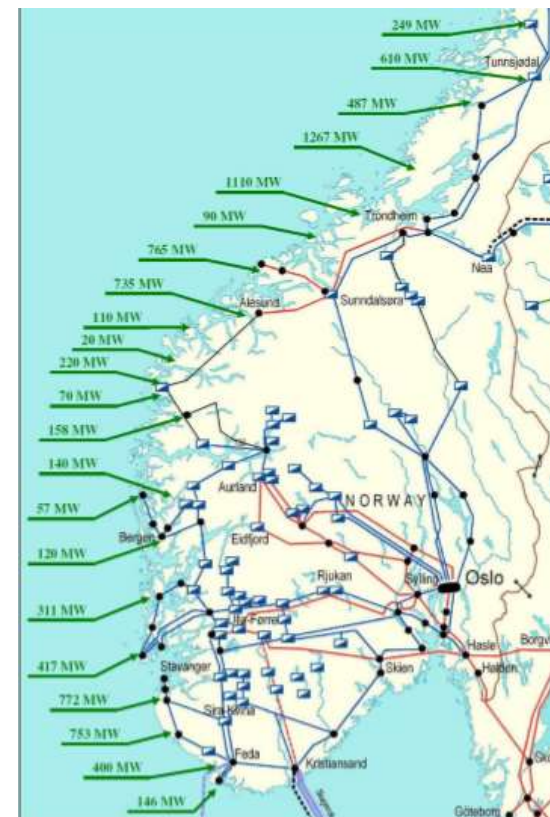 249 MW
Tunnsjødal
610 MW
487 MW
1267 MW
1110 MW
Trondheim
90 MW
Nea
765 MW
735 MW
Ålesund
Sunndalsøra
110 MW
20 MW
220 MW
70 MW
158 MW
140 MW
Aurland
NORWAY
57 MW
Bergen
Eidfjord
120 MW
Rjukan
Sylling
Oslo
311 MW
Hasle
Borgv
417 MW
Stavanger
Skien
Halden
772 MW
753 MW
Feda
400 MW
Kristiansand
146 MW
Göteborg